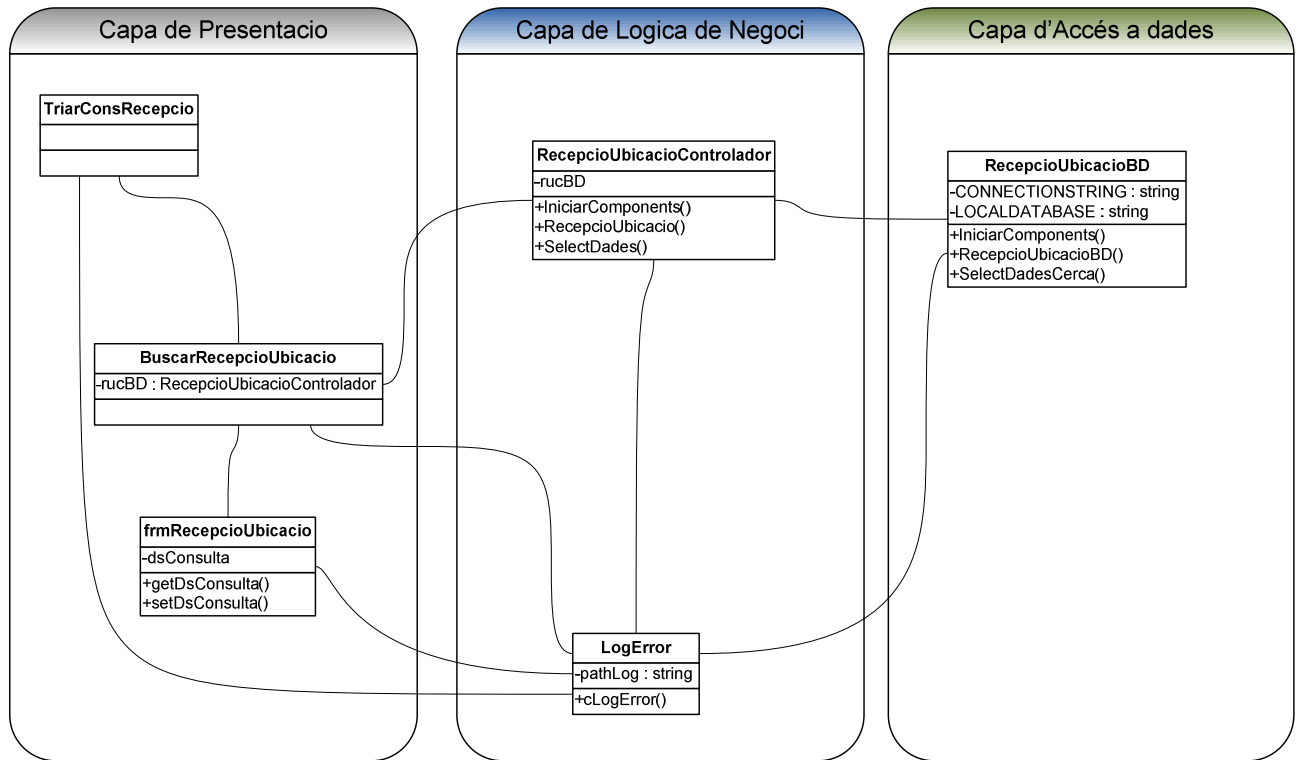 Capa de Presentacio
TriarConsRecepcio
BuscarRecepcioUbicacio
-rucBD : RecepcioUbicacioControlador
frmRecepcioUbicacio
-dsConsulta
+getDsConsulta()
+setDsConsulta()
Capa de Logica de Negoci
RecepcioUbicacioControlador
-rucBD
+IniciarComponents()
+RecepcioUbicacio()
+SelectDades()
LogError
-pathLog : string
+cLogError()
Capa d'Accés a dades
RecepcioUbicacioBD
-CONNECTIONSTRING : string
-LOCALDATABASE : string
+IniciarComponents()
+RecepcioUbicacioBD()
+SelectDadesCerca()